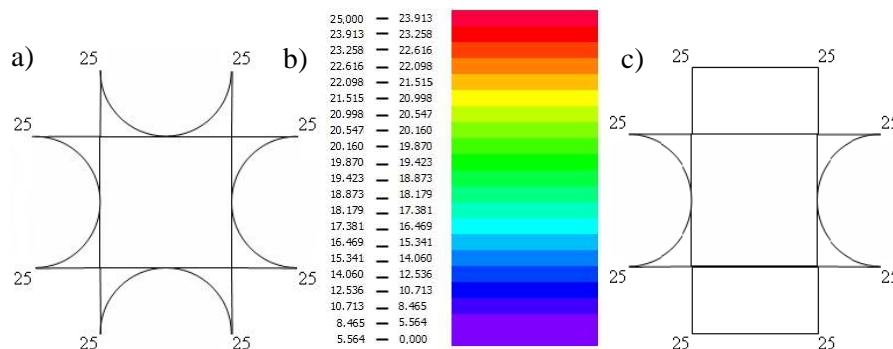 a)
25
25
25
25
25
25
25
25
b)
25,000 — 23.913
23.913 — 23.258
23.258 — 22.616
22.616 — 22.098
22.098 — 21.515
21.515 — 20.998
20.998 — 20.547
20.547 — 20.160
20.160 — 19.870
19.870 — 19.423
19.423 — 18.873
18.873 — 18.179
18.179 — 17.381
17.381 — 16.469
16.469 — 15.341
15.341 — 14.060
14.060 — 12.536
12.536 — 10.713
10.713 — 8.465
8.465 — 5.564
5.564 — 0,000
c)
25
25
25
25
25
25
25
25